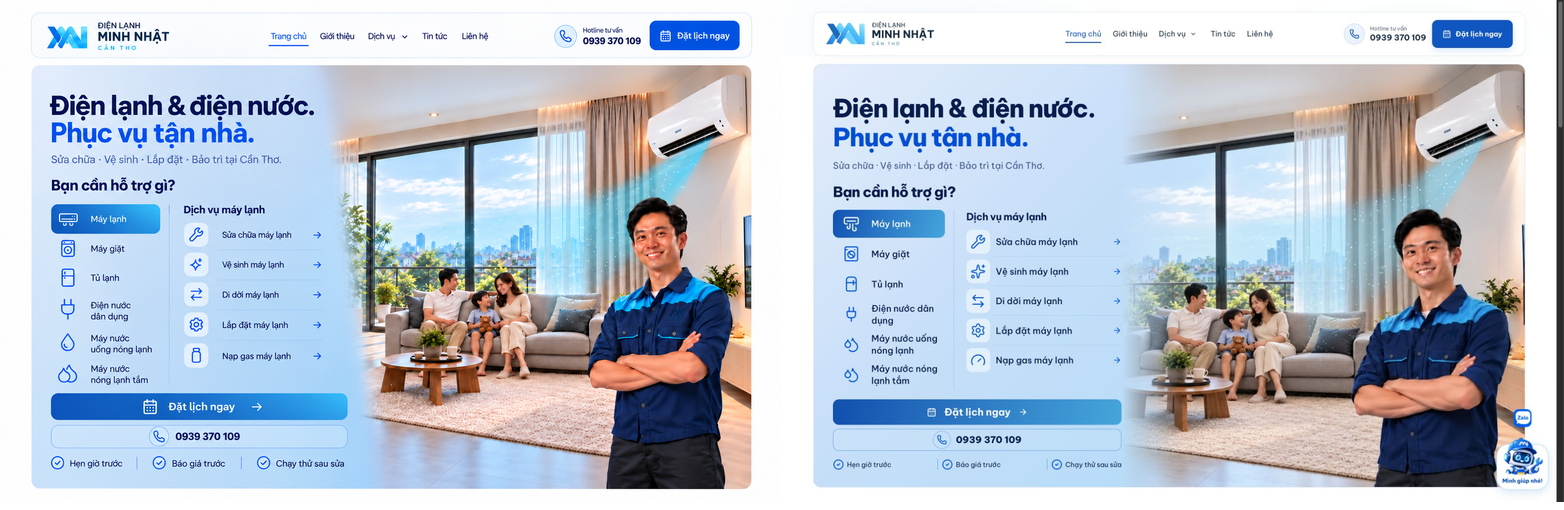 ĐIỆN LẠNH
MINH NHẬT
CẦN THƠ
Trang chủ
Giới thiệu
Dịch vụ
Tin tức
Liên hệ
Hotline tư vấn
0939 370 109
Đặt lịch ngay
Điện lạnh & điện nước.
Phục vụ tận nhà.
Sửa chữa · Vệ sinh · Lắp đặt · Bảo trì tại Cần Thơ.
Bạn cần hỗ trợ gì?
Máy lạnh
Máy giặt
Tủ lạnh
Điện nước
dân dụng
Máy nước
uống nóng lạnh
Máy nước
nóng lạnh tắm
Dịch vụ máy lạnh
Sửa chữa máy lạnh
Vệ sinh máy lạnh
Di dời máy lạnh
Lắp đặt máy lạnh
Nạp gas máy lạnh
Đặt lịch ngay
0939 370 109
Hẹn giờ trước
Báo giá trước
Chạy thử sau sửa
ĐIỆN LẠNH
MINH NHẬT
CẦN THƠ
Trang chủ
Giới thiệu
Dịch vụ
Tin tức
Liên hệ
Hotline tư vấn
0939 370 109
Đặt lịch ngay
Điện lạnh & điện nước.
Phục vụ tận nhà.
Sửa chữa · Vệ sinh · Lắp đặt · Bảo trì tại Cần Thơ.
Bạn cần hỗ trợ gì?
Máy lạnh
Máy giặt
Tủ lạnh
Điện nước dân
dụng
Máy nước uống
nóng lạnh
Máy nước nóng
lạnh tắm
Dịch vụ máy lạnh
Sửa chữa máy lạnh
Vệ sinh máy lạnh
Di dời máy lạnh
Lắp đặt máy lạnh
Nạp gas máy lạnh
Đặt lịch ngay
0939 370 109
Hẹn giờ trước
Báo giá trước
Chạy thử sau sửa
Zalo
Mình giúp nhé!